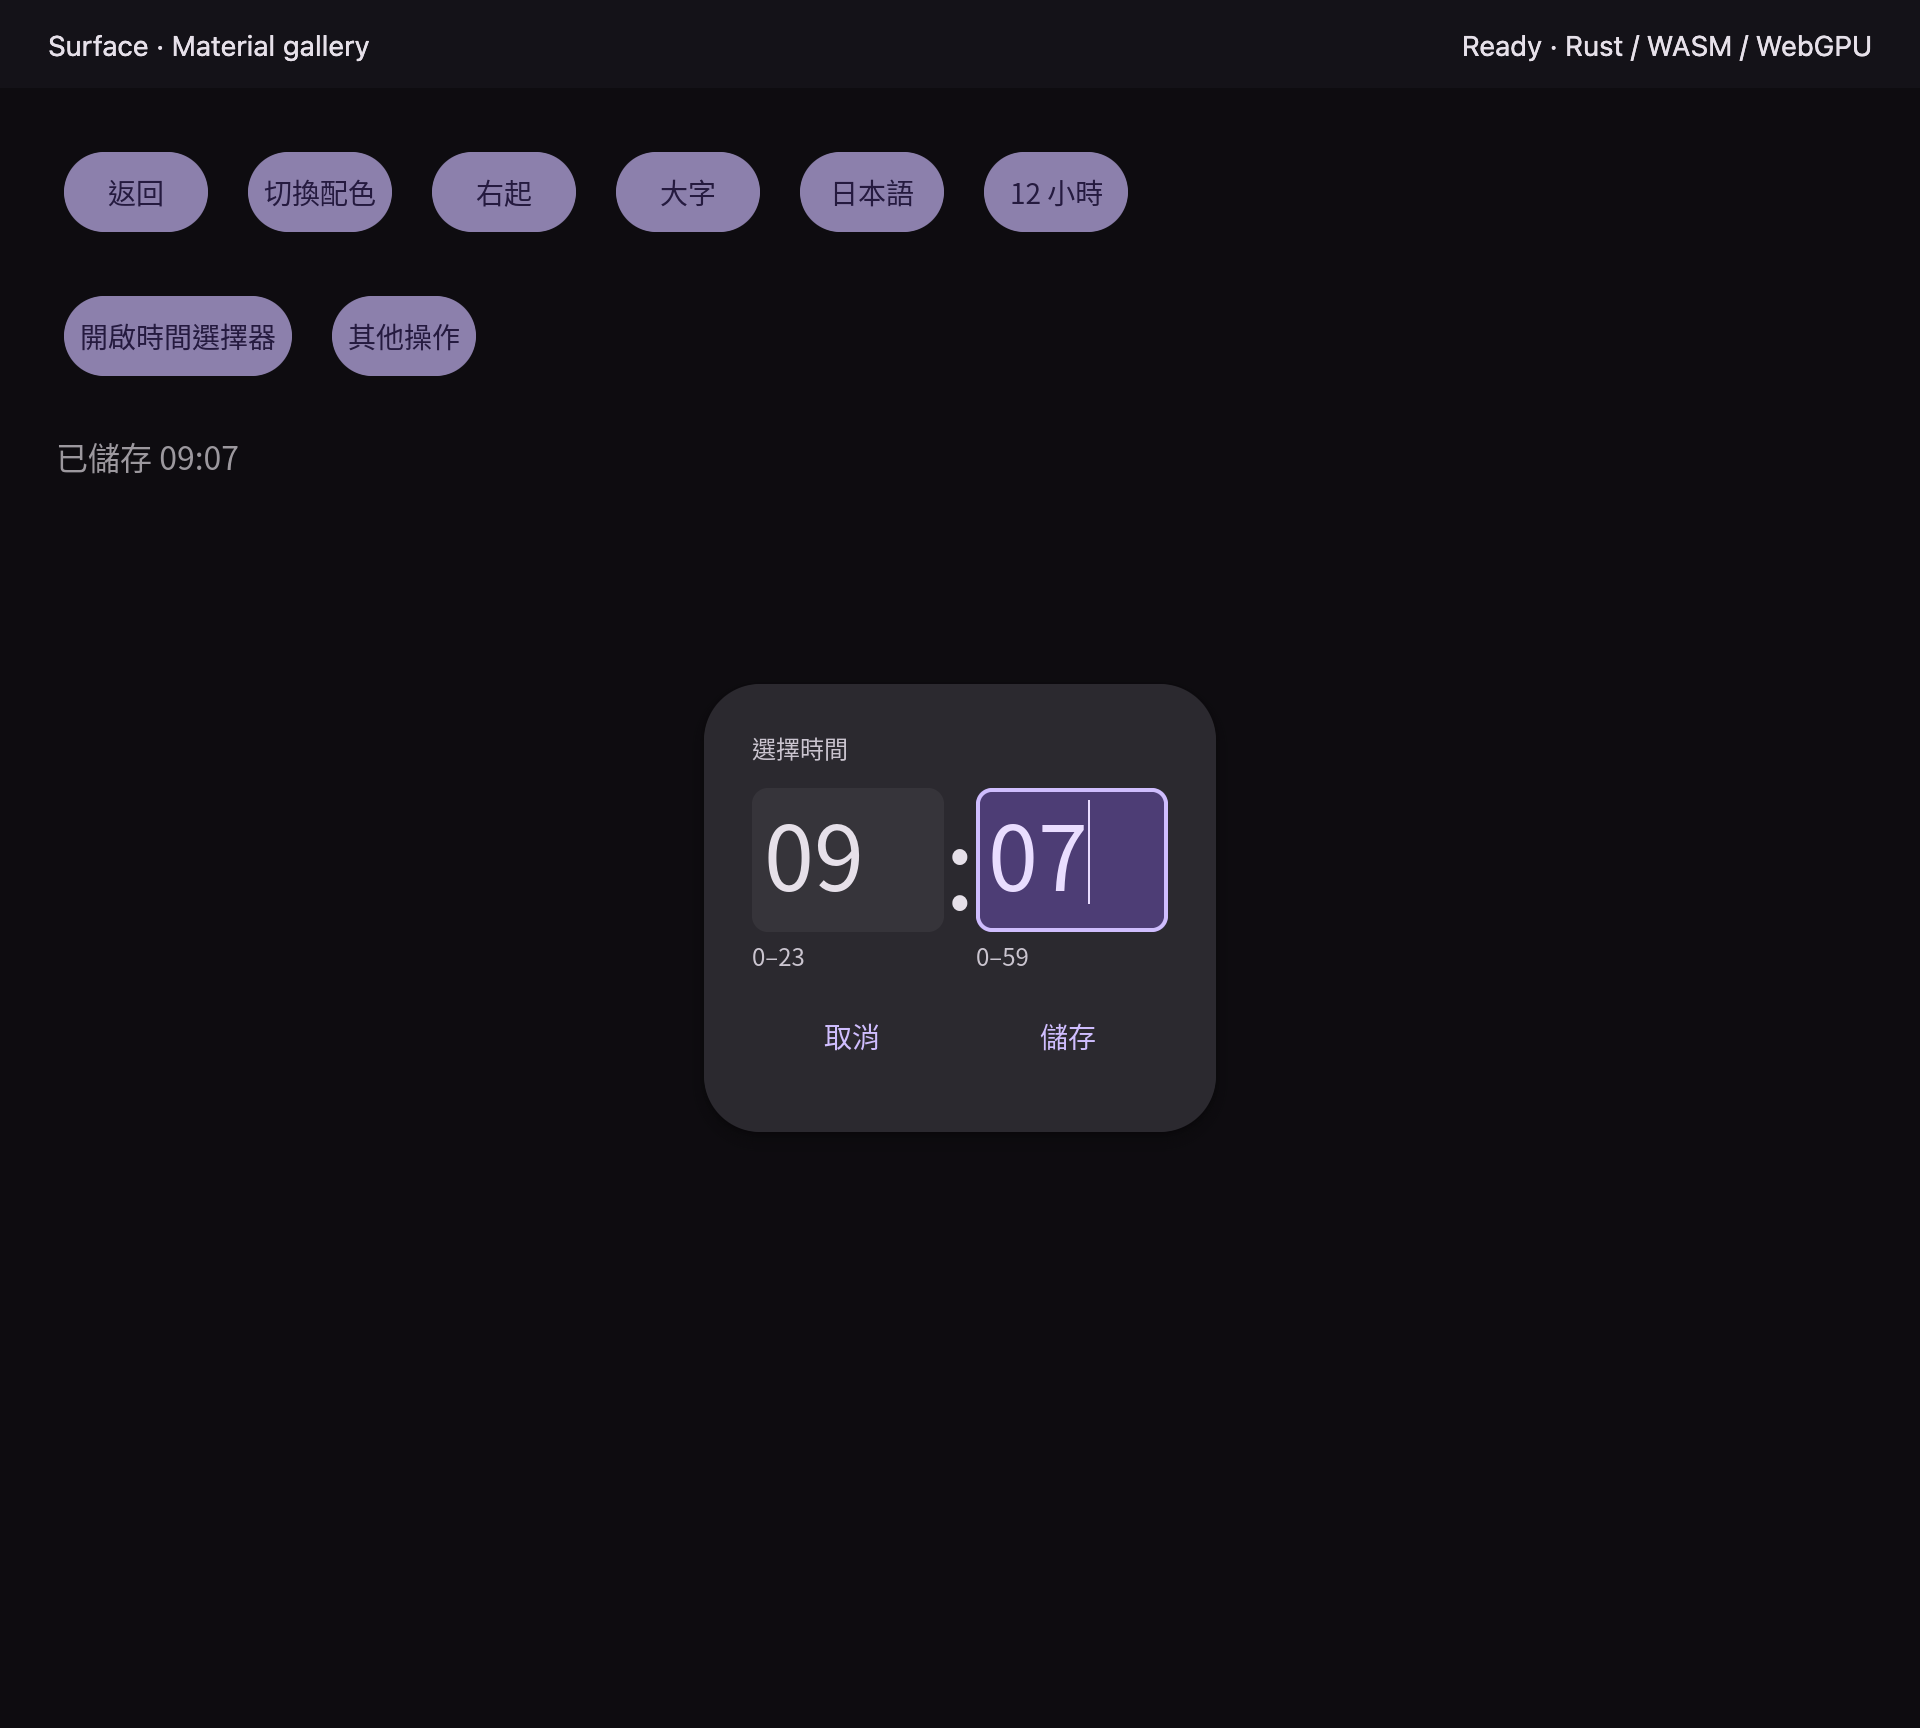 Surface · Material gallery
Ready · Rust / WASM / WebGPU
返回
切換配色
右起
大字
日本語
12 小時
開啟時間選擇器
其他操作
已儲存 09:07
選擇時間
09:07
0–23
0–59
取消
儲存